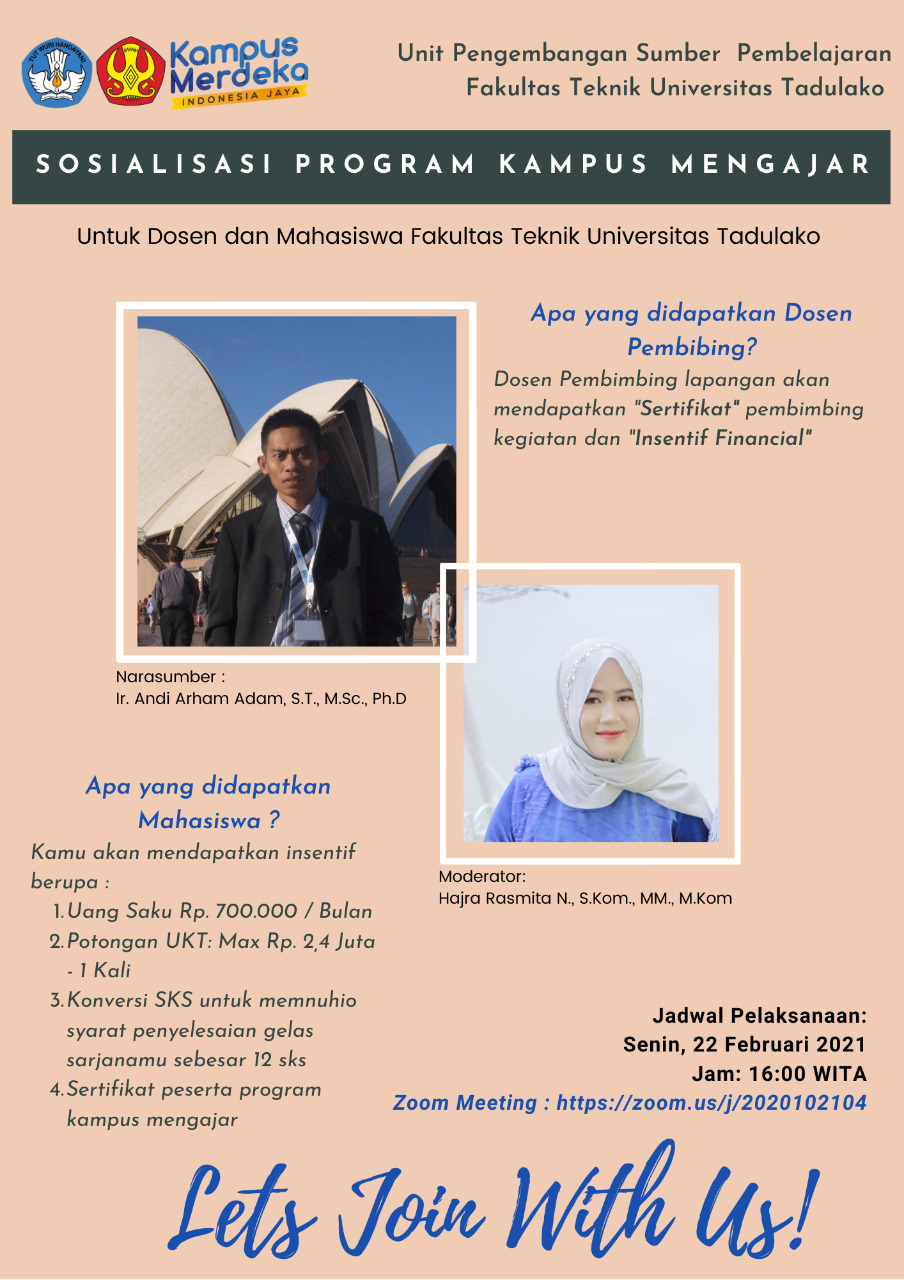 TUT WURI HANDAYANI
Kampus
Merdeka
INDONESIA JAYA
Unit Pengembangan Sumber Pembelajaran
Fakultas Teknik Universitas Tadulako
SOSIALISASI PROGRAM KAMPUS MENGAJAR
Untuk Dosen dan Mahasiswa Fakultas Teknik Universitas Tadulako
Apa yang didapatkan Dosen
Pembibing?
Dosen Pembimbing lapangan akan
mendapatkan "Sertifikat" pembimbing
kegiatan dan "Insentif Financial"
Narasumber :
Ir. Andi Arham Adam, S.T., M.Sc., Ph.D
Moderator:
Hajra Rasmita N., S.Kom., MM., M.Kom
Apa yang didapatkan
Mahasiswa ?
Kamu akan mendapatkan insentif
berupa :
1. Uang Saku Rp. 700.000 / Bulan
2. Potongan UKT: Max Rp. 2,4 Juta
- 1 Kali
3. Konversi SKS untuk memnuhio
syarat penyelesaian gelas
sarjanamu sebesar 12 sks
4. Sertifikat peserta program
kampus mengajar
Jadwal Pelaksanaan:
Senin, 22 Februari 2021
Jam: 16:00 WITA
Zoom Meeting : https://zoom.us/j/2020102104
Lets Join With Us!